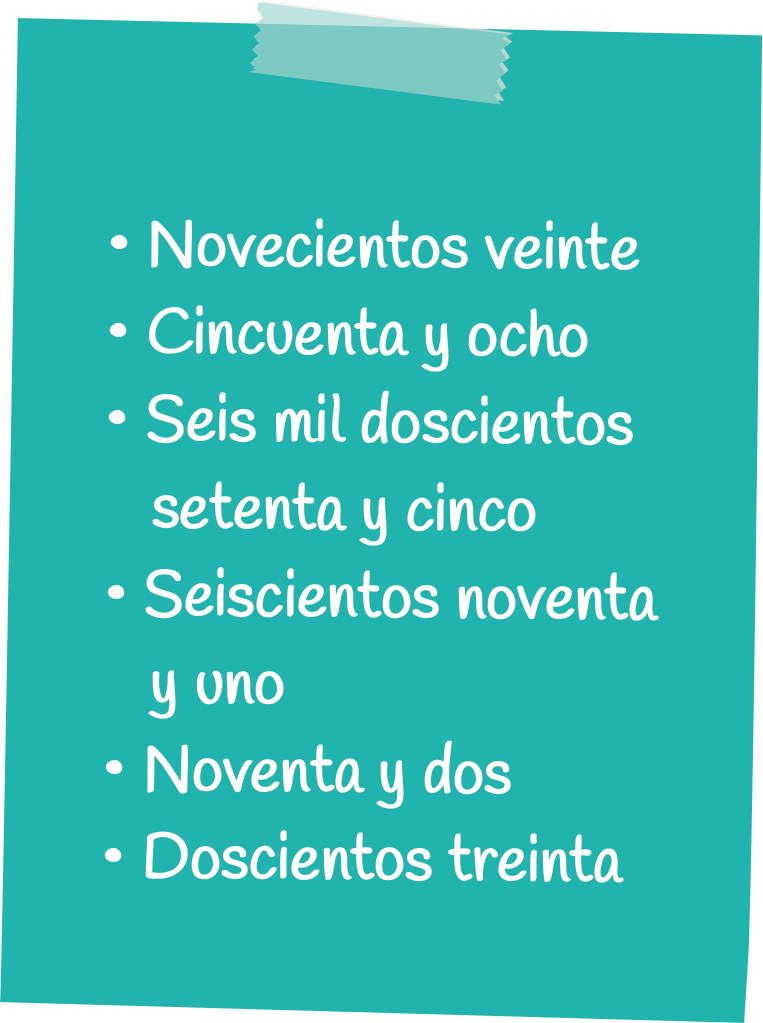 • Novecientos veinte
• Cincuenta y ocho
• Seis mil doscientos
setenta y cinco
• Seiscientos noventa
y uno
• Noventa y dos
• Doscientos treinta